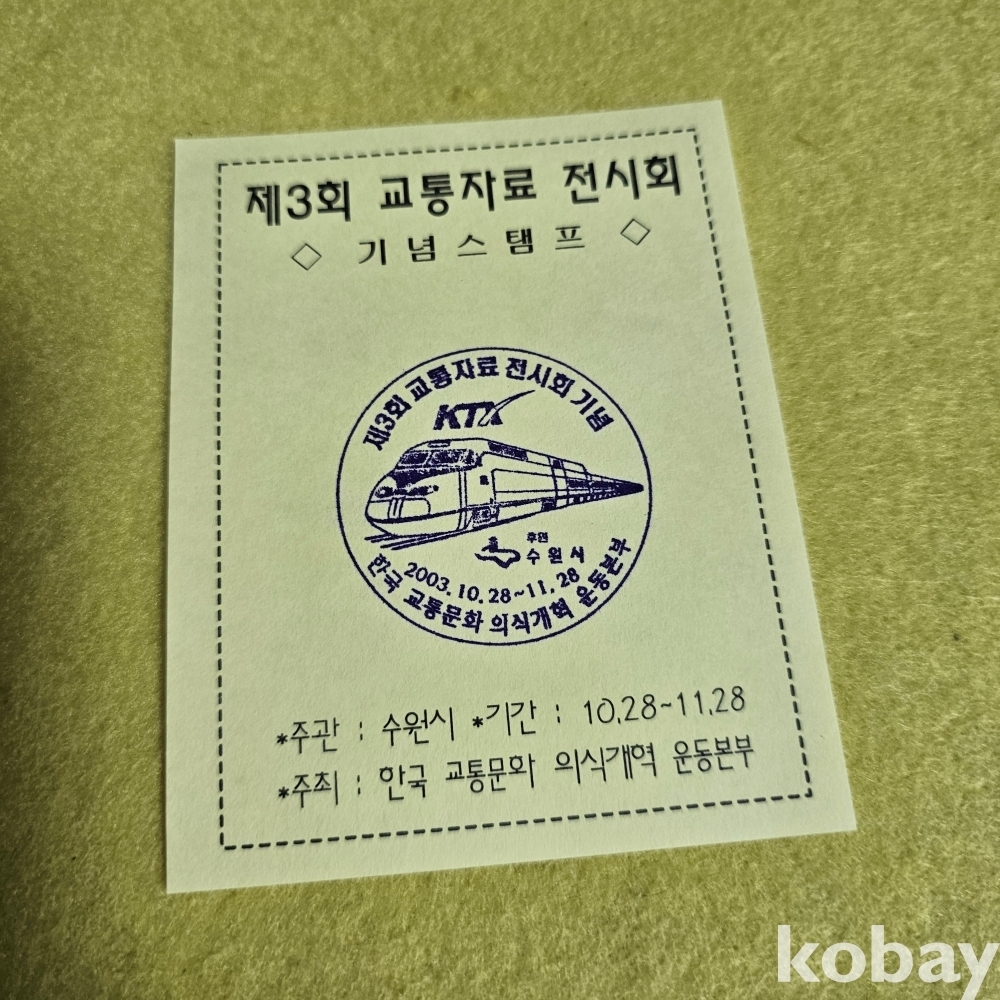 제3회 교통자료 전시회
◇ 기념스탬프 ◇
제3회 교통자료 전시회 기념
KTX
후원
수원시
2003. 10. 28~11. 28
한국 교통문화 의식개혁 운동본부
*주관 : 수원시 *기간 : 10.28~11.28
*주최 : 한국 교통문화 의식개혁 운동본부
kobay